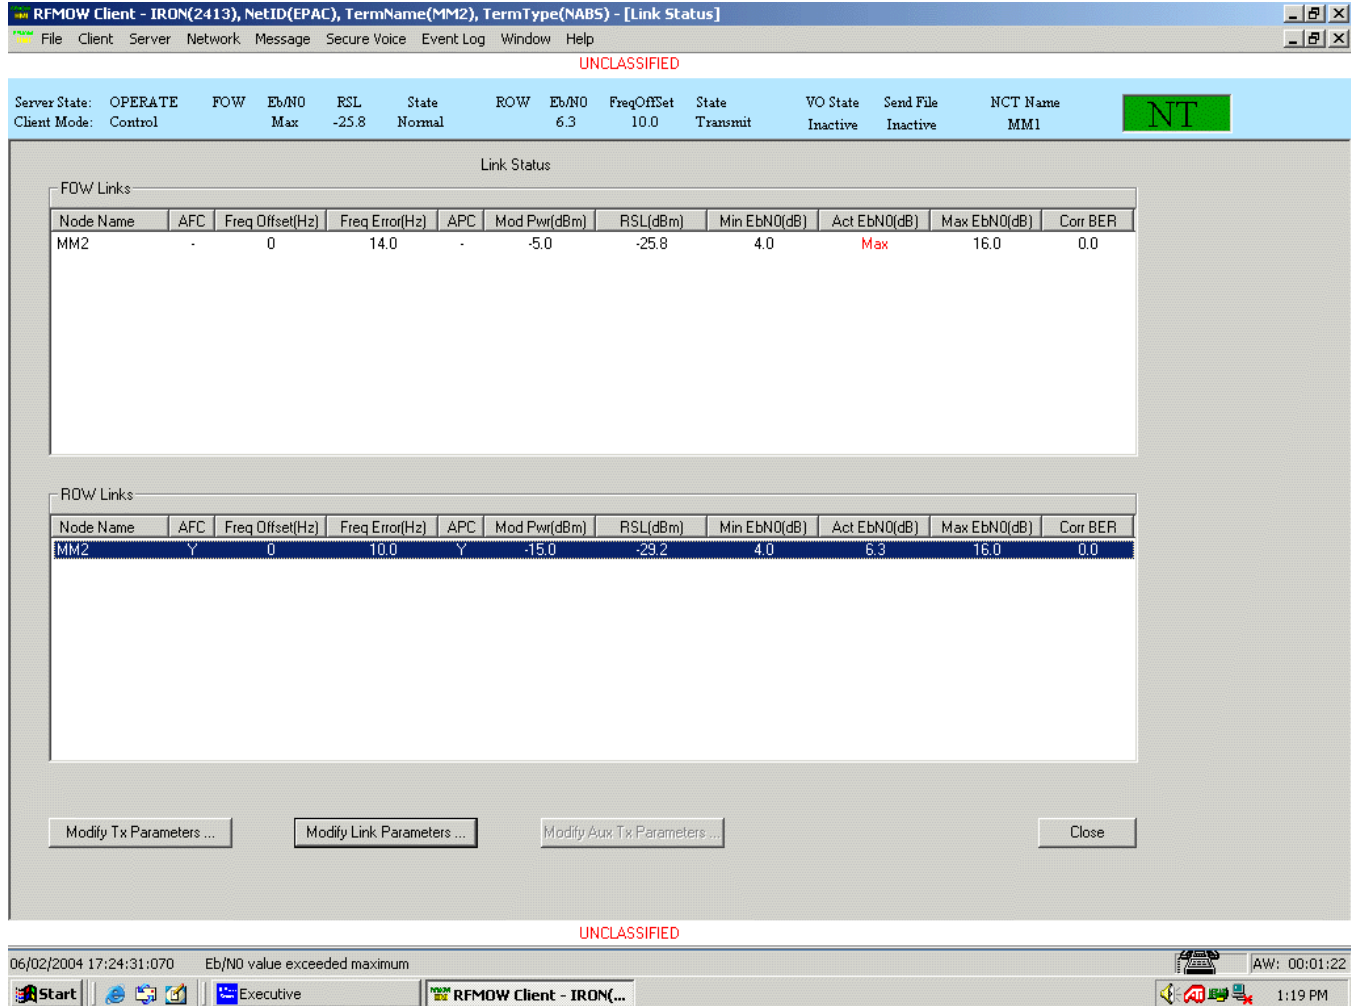 RFMOW Client - IRON(2413), NetID(EPAC), TermName(MM2), TermType(NABS) - [Link Status]
File Client Server Network Message Secure Voice Event Log Window Help
UNCLASSIFIED
Server State: OPERATE FOW Eb/N0 RSL State ROW Eb/N0 FreqOffSet State VO State Send File NCT Name
Client Mode: Control Max -25.8 Normal 6.3 10.0 Transmit Inactive Inactive MM1
NT
Link Status
FOW Links
Node Name AFC Freq Offset(Hz) Freq Error(Hz) APC Mod Pwr(dBm) RSL(dBm) Min EbN0(dB) Act EbN0(dB) Max EbN0(dB) Corr BER
MM2 - 0 14.0 - -5.0 -25.8 4.0 Max 16.0 0.0
ROW Links
Node Name AFC Freq Offset(Hz) Freq Error(Hz) APC Mod Pwr(dBm) RSL(dBm) Min EbN0(dB) Act EbN0(dB) Max EbN0(dB) Corr BER
MM2 Y 0 10.0 Y -15.0 -29.2 4.0 6.3 16.0 0.0
Modify Tx Parameters ... Modify Link Parameters ... Modify Aux Tx Parameters ... Close
UNCLASSIFIED
06/02/2004 17:24:31:070 Eb/N0 value exceeded maximum AW: 00:01:22
Start Executive RFMOW Client - IRON(... 1:19 PM